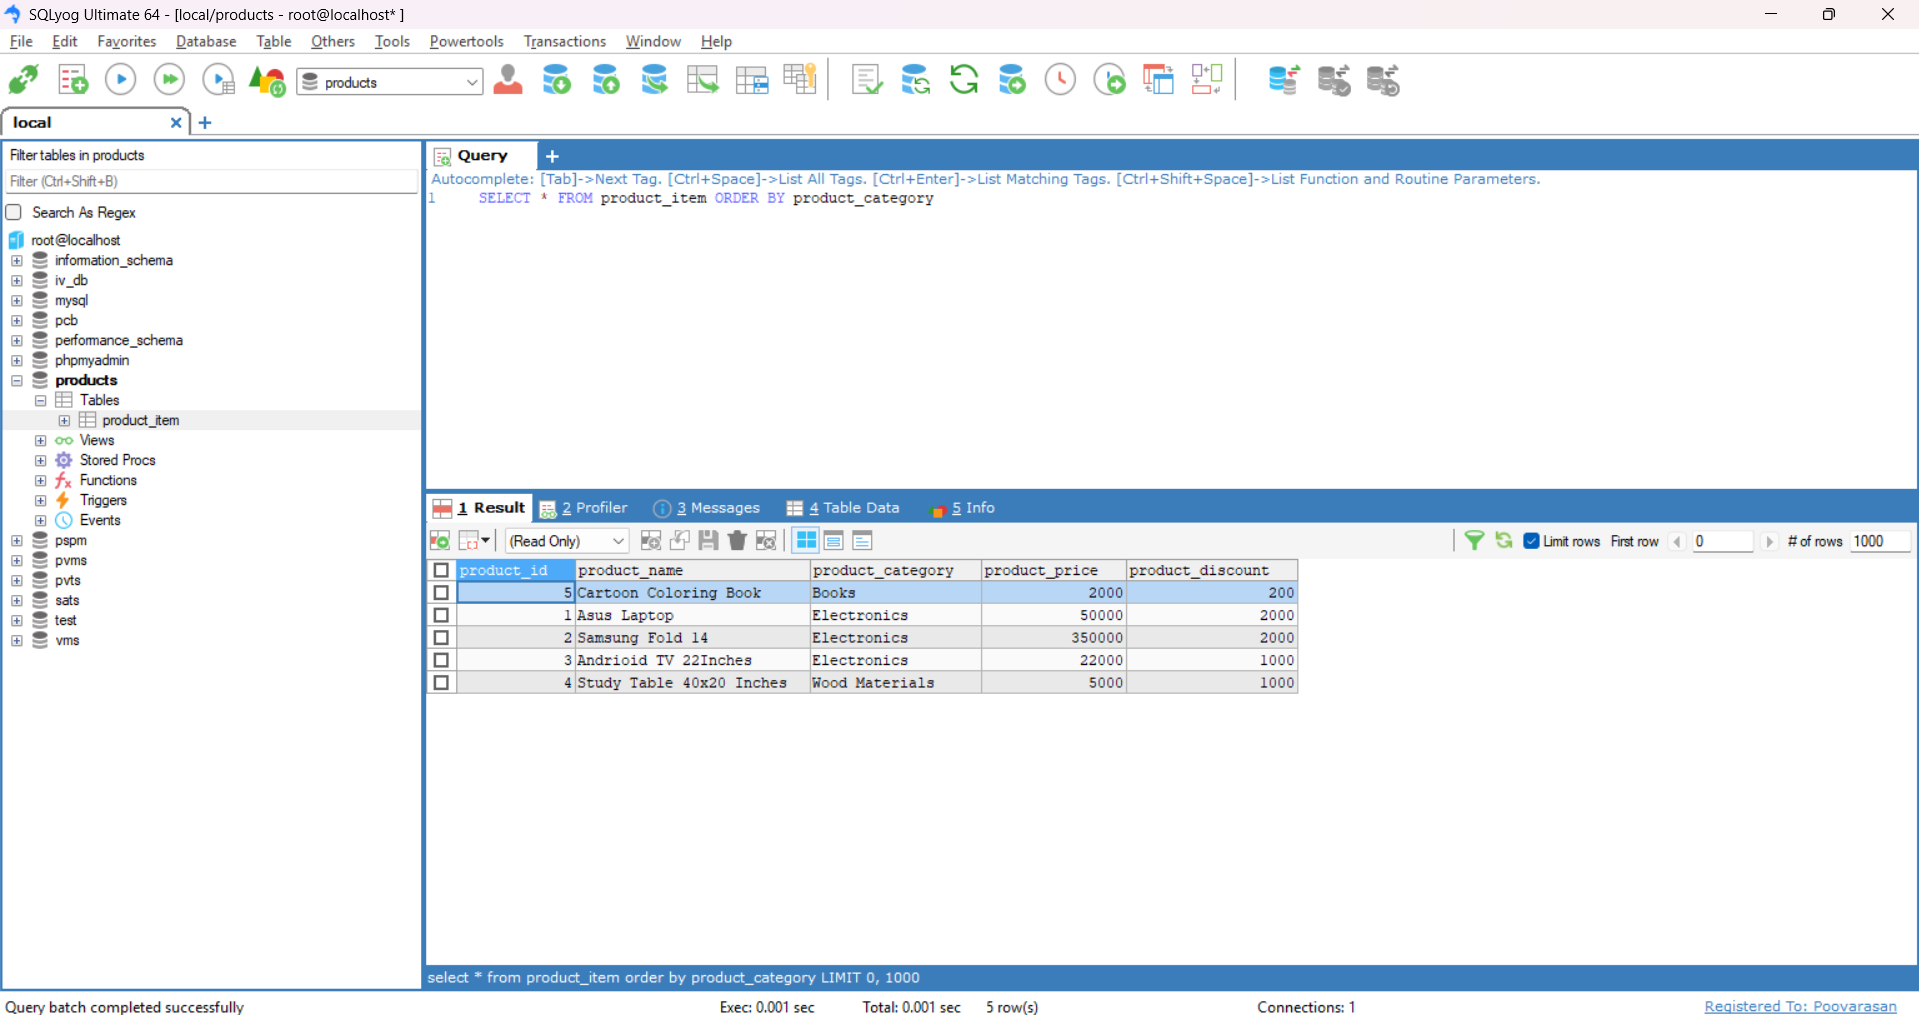 SQLyog Ultimate 64 - [local/products - root@localhost* ]
File Edit Favorites Database Table Others Tools Powertools Transactions Window Help
products
local
Filter tables in products
Filter (Ctrl+Shift+B)
Search As Regex
root@localhost
information_schema
iv_db
mysql
pcb
performance_schema
phpmyadmin
products
Tables
product_item
Views
Stored Procs
Functions
Triggers
Events
pspm
pvms
pvts
sats
test
vms
Query
Autocomplete: [Tab]->Next Tag. [Ctrl+Space]->List All Tags. [Ctrl+Enter]->List Matching Tags. [Ctrl+Shift+Space]->List Function and Routine Parameters.
1 SELECT * FROM product_item ORDER BY product_category
1 Result 2 Profiler 3 Messages 4 Table Data 5 Info
(Read Only) Limit rows First row 0 # of rows 1000
product_id product_name product_category product_price product_discount
5 Cartoon Coloring Book Books 2000 200
1 Asus Laptop Electronics 50000 2000
2 Samsung Fold 14 Electronics 350000 2000
3 Andrioid TV 22Inches Electronics 22000 1000
4 Study Table 40x20 Inches Wood Materials 5000 1000
select * from product_item order by product_category LIMIT 0, 1000
Query batch completed successfully Exec: 0.001 sec Total: 0.001 sec 5 row(s) Connections: 1 Registered To: Poovarasan